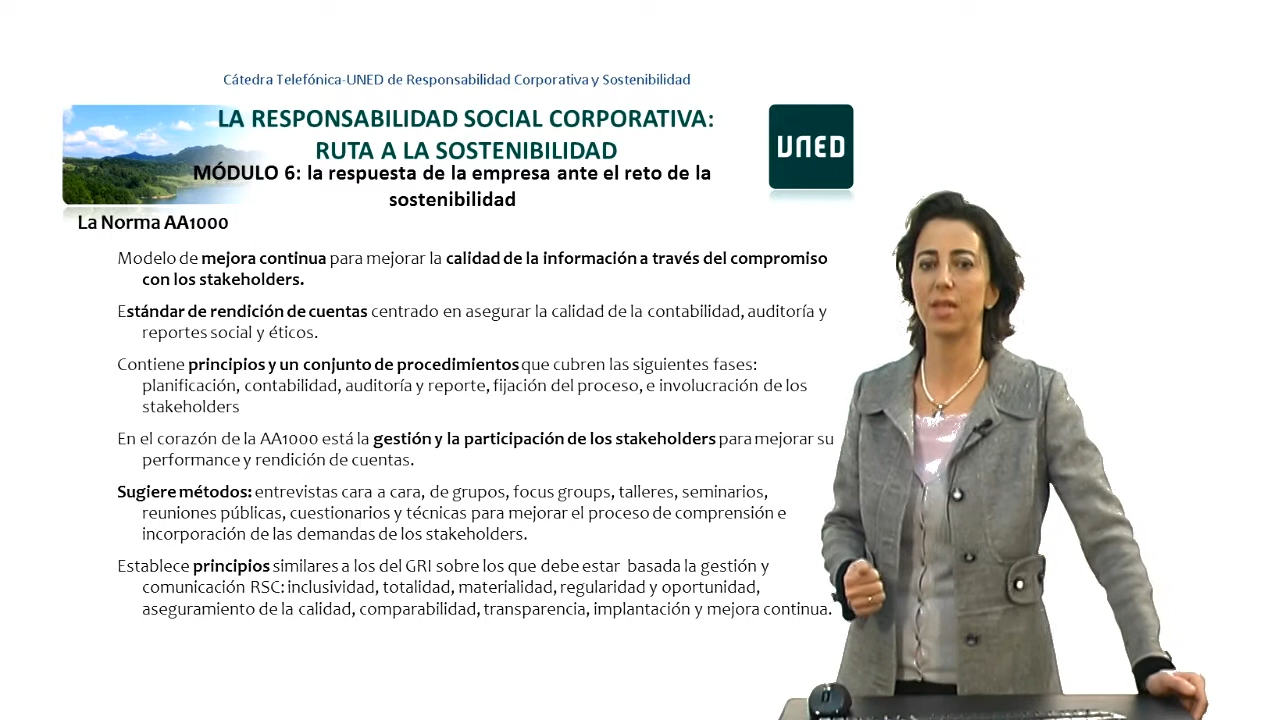 Cátedra Telefónica-UNED de Responsabilidad Corporativa y Sostenibilidad
LA RESPONSABILIDAD SOCIAL CORPORATIVA:
RUTA A LA SOSTENIBILIDAD
UNED
MÓDULO 6: la respuesta de la empresa ante el reto de la
sostenibilidad
La Norma AA1000
Modelo de mejora continua para mejorar la calidad de la información a través del compromiso
con los stakeholders.
Estándar de rendición de cuentas centrado en asegurar la calidad de la contabilidad, auditoría y
reportes social y éticos.
Contiene principios y un conjunto de procedimientos que cubren las siguientes fases:
planificación, contabilidad, auditoría y reporte, fijación del proceso, e involucración de los
stakeholders
En el corazón de la AA1000 está la gestión y la participación de los stakeholders para mejorar su
performance y rendición de cuentas.
Sugiere métodos: entrevistas cara a cara, de grupos, focus groups, talleres, seminarios,
reuniones públicas, cuestionarios y técnicas para mejorar el proceso de comprensión e
incorporación de las demandas de los stakeholders.
Establece principios similares a los del GRI sobre los que debe estar basada la gestión y
comunicación RSC: inclusividad, totalidad, materialidad, regularidad y oportunidad,
aseguramiento de la calidad, comparabilidad, transparencia, implantación y mejora continua.